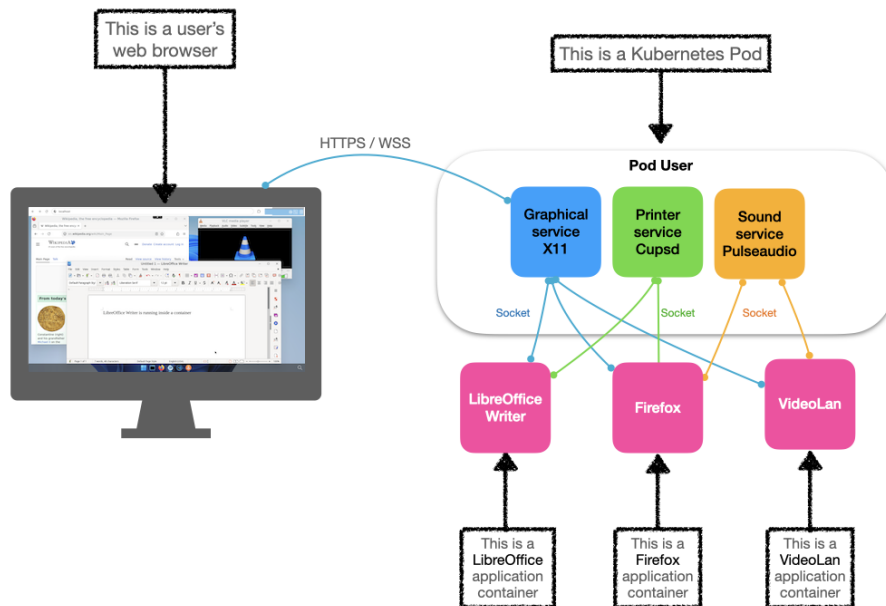 This is a user's
web browser
This is a Kubernetes Pod
HTTPS / WSS
Pod User
Graphical
service
X11
Printer
service
Cupsd
Sound
service
Pulseaudio
Socket
Socket
Socket
LibreOffice Writer is running inside a container
LibreOffice
Writer
Firefox
VideoLan
This is a
LibreOffice
application
container
This is a
Firefox
application
container
This is a
VideoLan
application
container